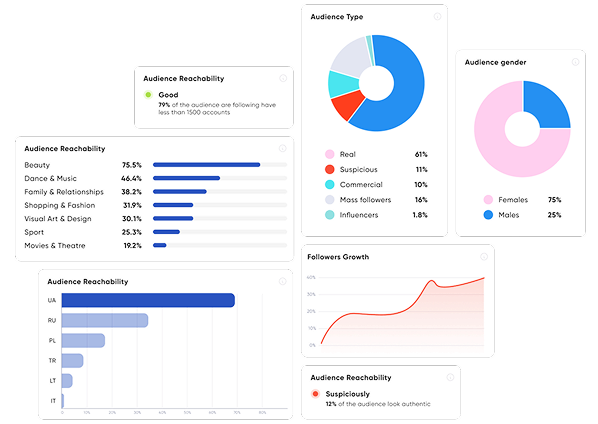 Audience Type
Real 61%
Suspicious 11%
Commercial 10%
Mass followers 16%
Influencers 1.8%
Audience gender
Females 75%
Males 25%
Audience Reachability
Good
79% of the audience are following have
less than 1500 accounts
Audience Reachability
Beauty 75.5%
Dance & Music 46.4%
Family & Relationships 38.2%
Shopping & Fashion 31.9%
Visual Art & Design 30.1%
Sport 25.3%
Movies & Theatre 19.2%
Followers Growth
40%
30%
20%
10%
0%
Audience Reachability
UA
RU
PL
TR
LT
IT
0% 10% 20% 30% 40% 50% 60% 70% 80%
Audience Reachability
Suspiciously
12% of the audience look authentic